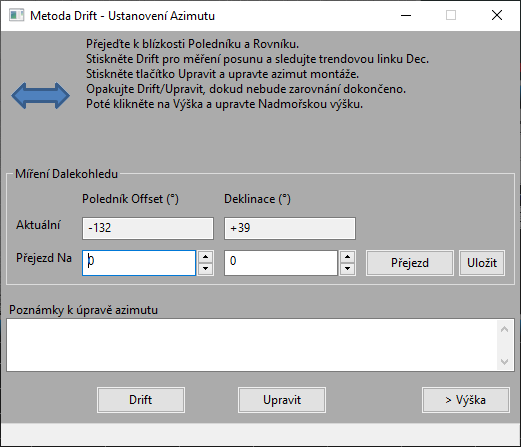 Metoda Drift - Ustanovení Azimutu
Přejeďte k blízkosti Poledníku a Rovníku.
Stiskněte Drift pro měření posunu a sledujte trendovou linku Dec.
Stiskněte tlačítko Upravit a upravte azimut montáže.
Opakujte Drift/Upravit, dokud nebude zarovnání dokončeno.
Poté klikněte na Výška a upravte Nadmořskou výšku.
Míření Dalekohledu
Poledník Offset (°) Deklinace (°)
Aktuální -132 +39
Přejezd Na 0 0 Přejezd Uložit
Poznámky k úpravě azimutu
Drift Upravit > Výška